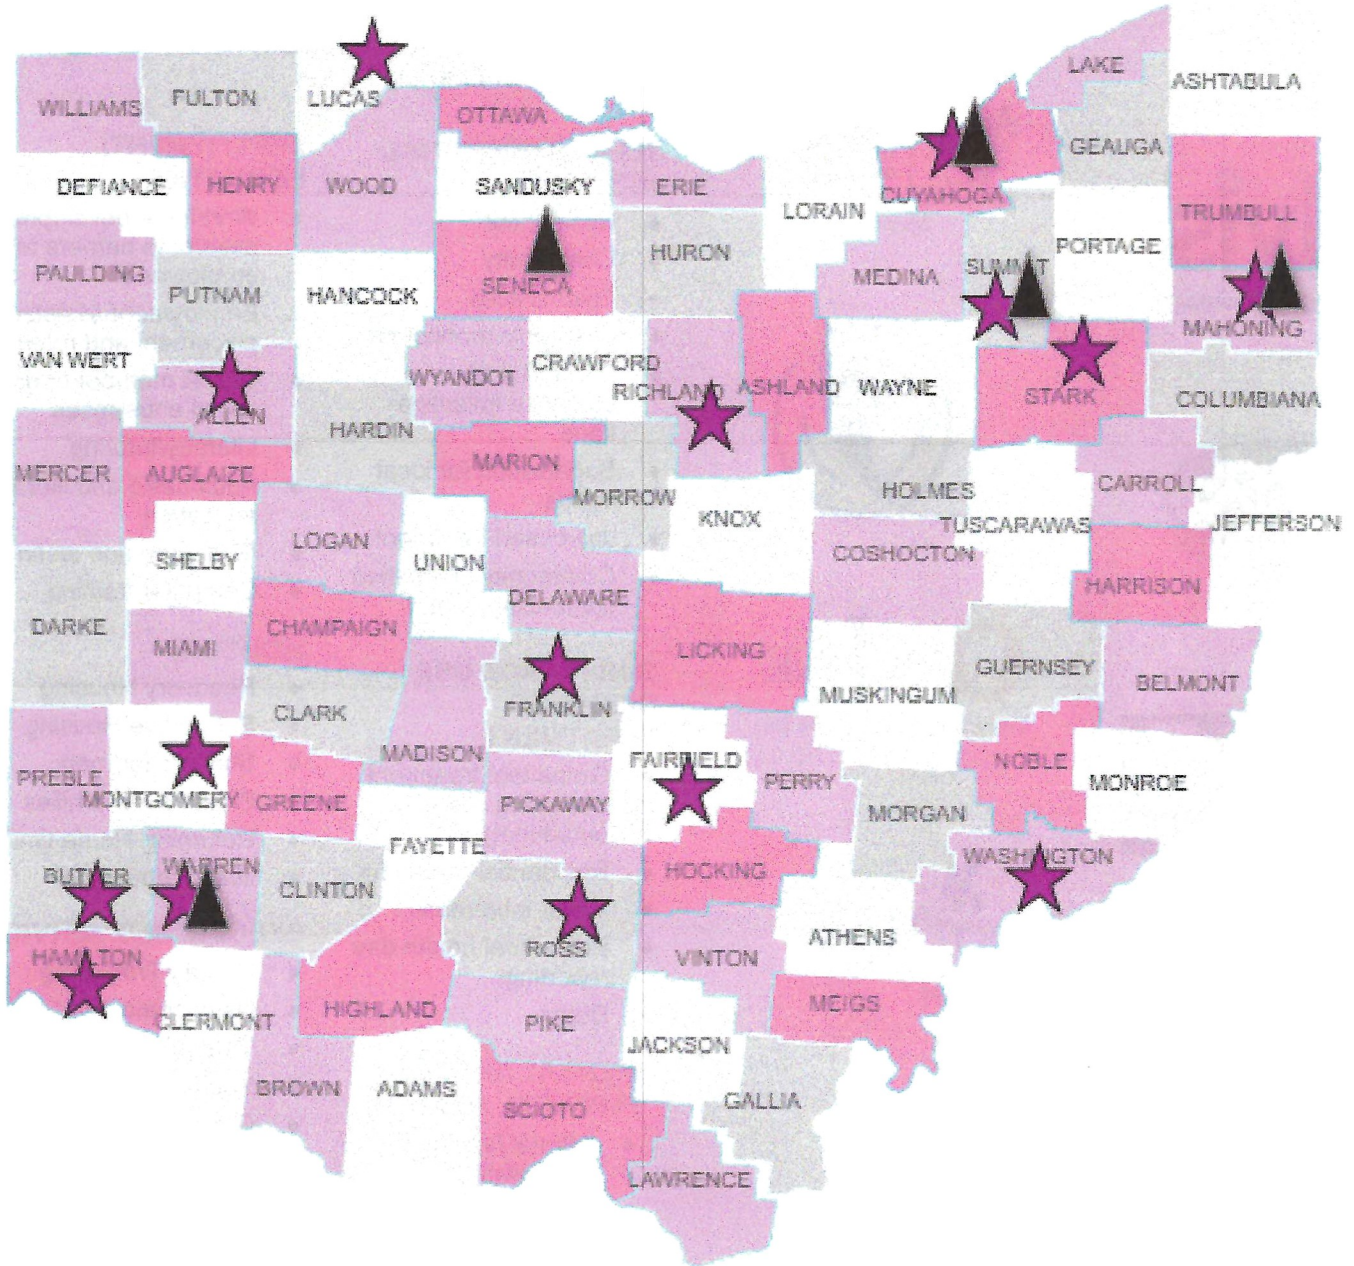 LAKE
ASHTABULA
WILLIAMS
FULTON
LUCAS
OTTAWA
GEAUGA
DEFIANCE
HENRY
WOOD
SANDUSKY
ERIE
CUYAHOGA
LORAIN
TRUMBULL
PAULDING
PUTNAM
HANCOCK
SENECA
HURON
MEDINA
SUMMIT
PORTAGE
MAHONING
VAN WERT
ALLEN
WYANDOT
CRAWFORD
RICHLAND
ASHLAND
WAYNE
STARK
COLUMBIANA
HARDIN
MERCER
AUGLAIZE
MARION
MORROW
KNOX
HOLMES
TUSCARAWAS
CARROLL
JEFFERSON
SHELBY
LOGAN
UNION
DELAWARE
COSHOCTON
HARRISON
DARKE
MIAMI
CHAMPAIGN
LICKING
MUSKINGUM
GUERNSEY
BELMONT
CLARK
FRANKLIN
PREBLE
MONTGOMERY
GREENE
MADISON
PICKAWAY
FAIRFIELD
PERRY
MORGAN
NOBLE
MONROE
FAYETTE
BUTLER
WARREN
CLINTON
HOCKING
WASHINGTON
HAMILTON
ROSS
VINTON
ATHENS
CLERMONT
HIGHLAND
PIKE
JACKSON
MEIGS
BROWN
ADAMS
SCIOTO
GALLIA
LAWRENCE